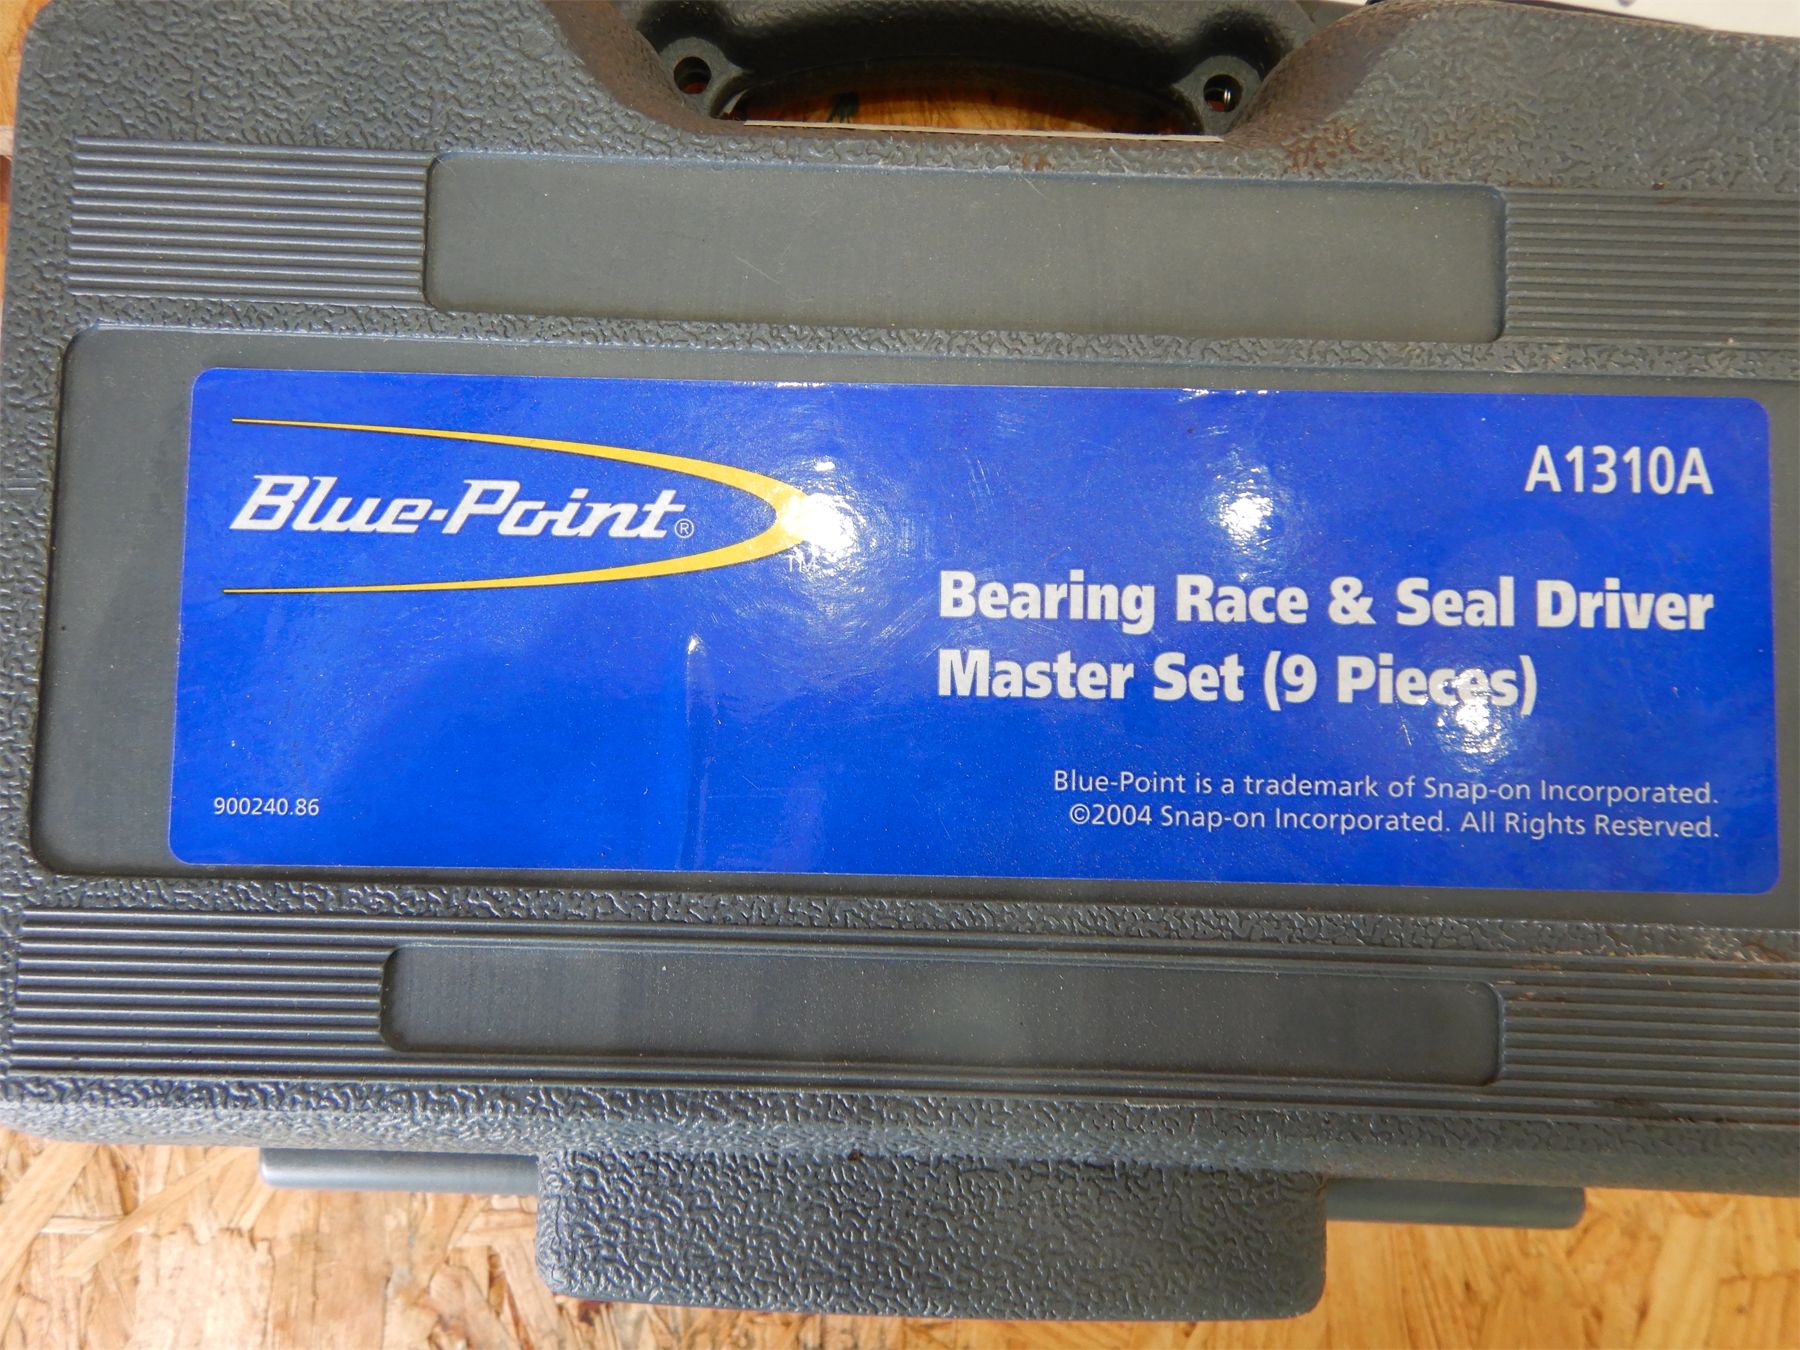 Blue-Point®
TM
A1310A
Bearing Race & Seal Driver
Master Set (9 Pieces)
Blue-Point is a trademark of Snap-on Incorporated.
©2004 Snap-on Incorporated. All Rights Reserved.
900240.86